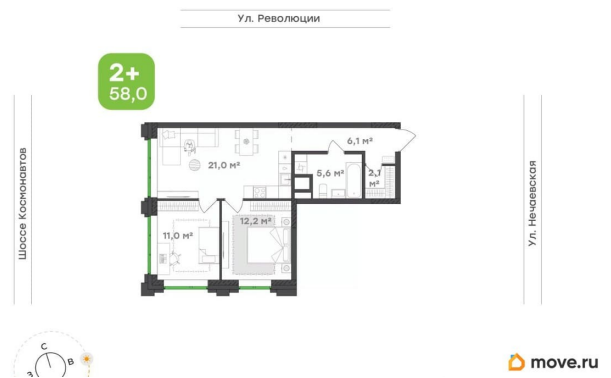 Ул. Революции
2+
58,0
Шоссе Космонавтов
6,1 м²
21,0 м²
5,6 м²
2,1
м²
11,0 м²
12,2 м²
Ул. Нечаевская
С
В
З
move.ru